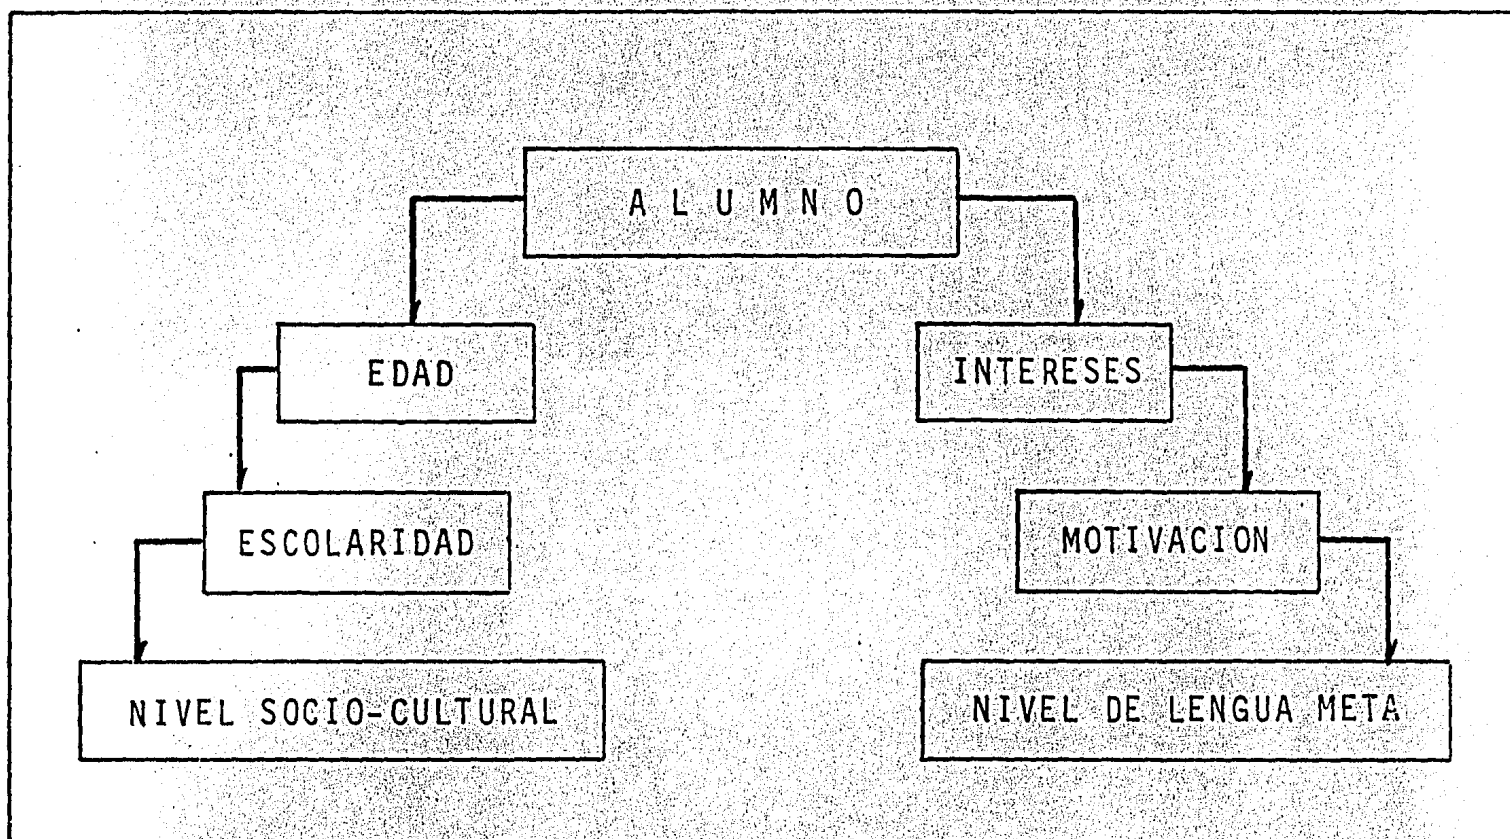 A L U M N O
EDAD
INTERESES
ESCOLARIDAD
MOTIVACION
NIVEL SOCIO-CULTURAL
NIVEL DE LENGUA META